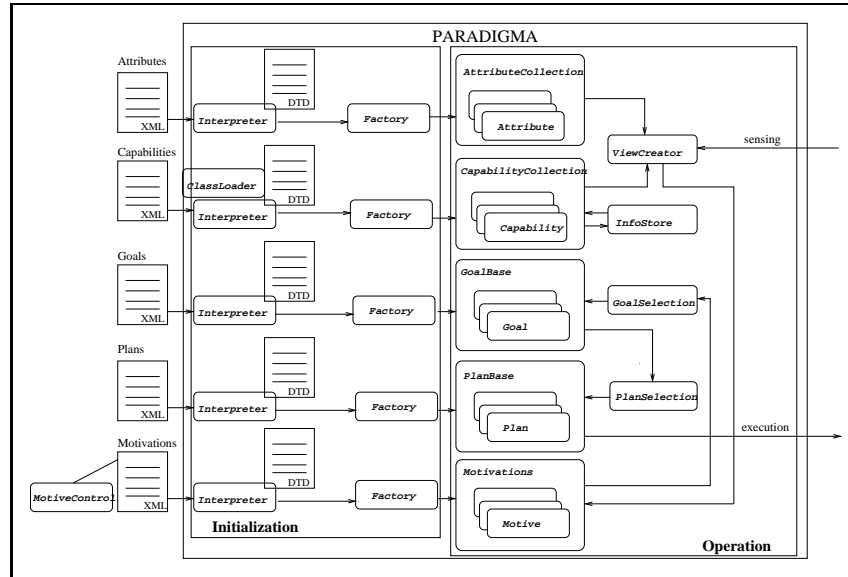 PARADIGMA
Attributes
XML
DTD
Interpreter
Factory
AttributeCollection
Attribute
ViewCreator
sensing
Capabilities
XML
ClassLoader
DTD
Interpreter
Factory
CapabilityCollection
Capability
InfoStore
Goals
XML
DTD
Interpreter
Factory
GoalBase
Goal
GoalSelection
Plans
XML
DTD
Interpreter
Factory
PlanBase
Plan
PlanSelection
execution
Motivations
XML
MotiveControl
DTD
Interpreter
Factory
Motivations
Motive
Initialization
Operation